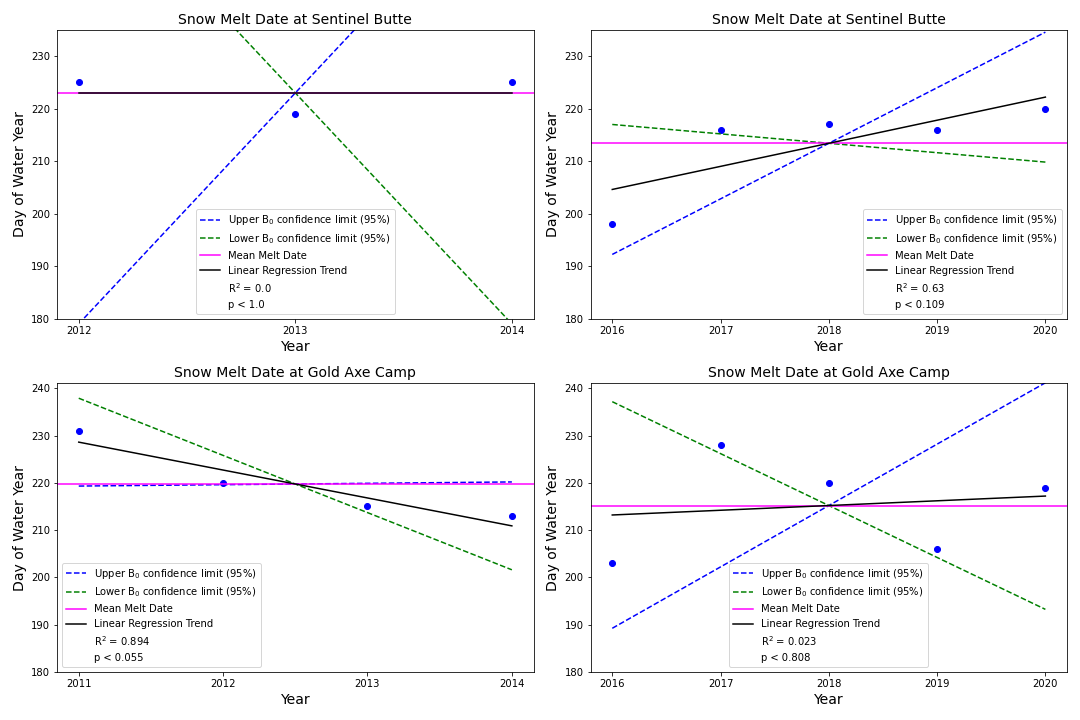 Snow Melt Date at Sentinel Butte
Day of Water Year
230
220
210
200
190
180
Upper B₀ confidence limit (95%)
Lower B₀ confidence limit (95%)
Mean Melt Date
Linear Regression Trend
R² = 0.0
p < 1.0
2012
2013
2014
Year
Snow Melt Date at Sentinel Butte
Day of Water Year
230
220
210
200
190
180
Upper B₀ confidence limit (95%)
Lower B₀ confidence limit (95%)
Mean Melt Date
Linear Regression Trend
R² = 0.63
p < 0.109
2016
2017
2018
2019
2020
Year
Snow Melt Date at Gold Axe Camp
Day of Water Year
240
230
220
210
200
190
180
Upper B₀ confidence limit (95%)
Lower B₀ confidence limit (95%)
Mean Melt Date
Linear Regression Trend
R² = 0.894
p < 0.055
2011
2012
2013
2014
Year
Snow Melt Date at Gold Axe Camp
Day of Water Year
240
230
220
210
200
190
180
Upper B₀ confidence limit (95%)
Lower B₀ confidence limit (95%)
Mean Melt Date
Linear Regression Trend
R² = 0.023
p < 0.808
2016
2017
2018
2019
2020
Year